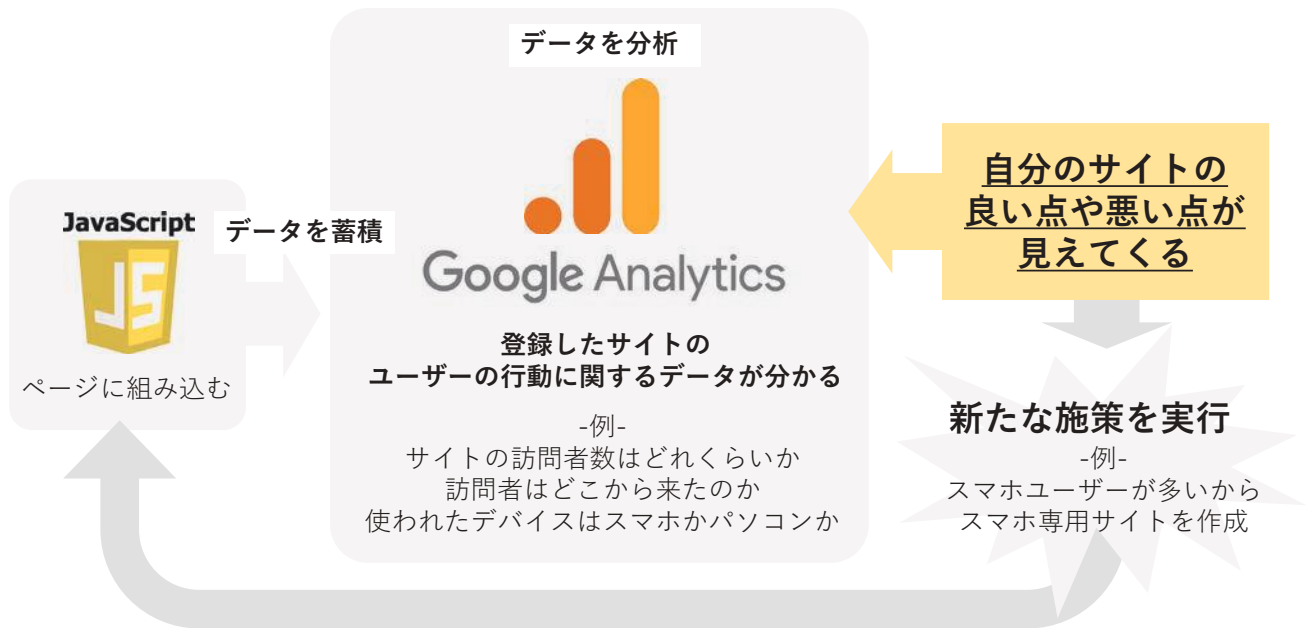 JavaScript
JS
ページに組み込む
データを蓄積
データを分析
Google Analytics
登録したサイトの
ユーザーの行動に関するデータが分かる
-例-
サイトの訪問者数はどれくらいか
訪問者はどこから来たのか
使われたデバイスはスマホかパソコンか
自分のサイトの
良い点や悪い点が
見えてくる
新たな施策を実行
-例-
スマホユーザーが多いから
スマホ専用サイトを作成